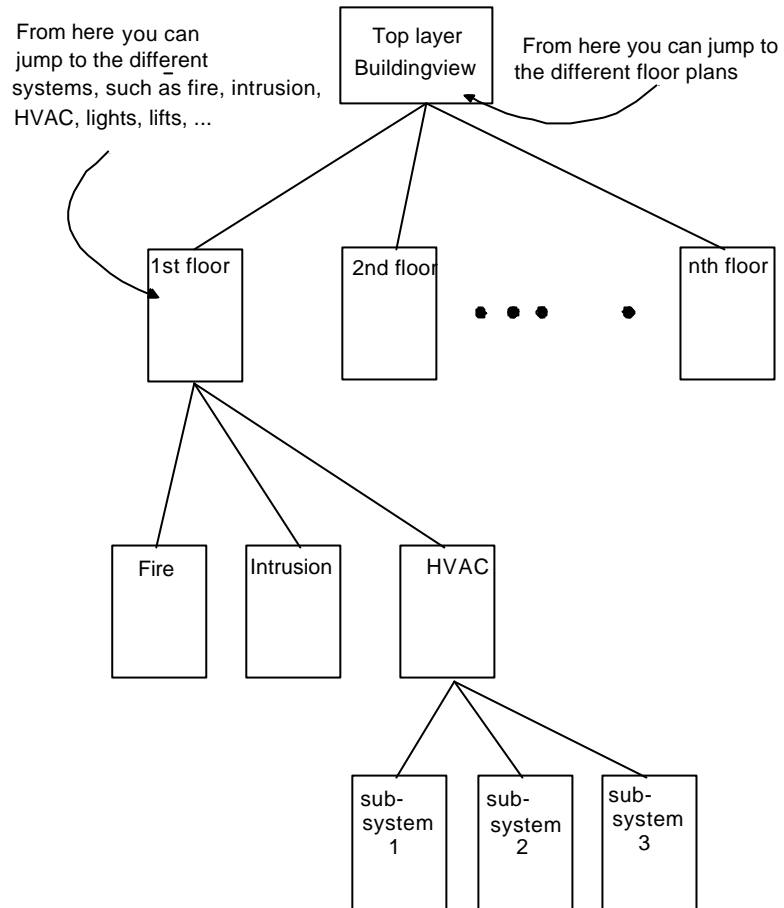 From here you can
jump to the different
systems, such as fire, intrusion,
HVAC, lights, lifts, ...
Top layer
Buildingview
From here you can jump to
the different floor plans
1st floor
2nd floor
nth floor
Fire
Intrusion
HVAC
sub-
system
1
sub-
system
2
sub-
system
3